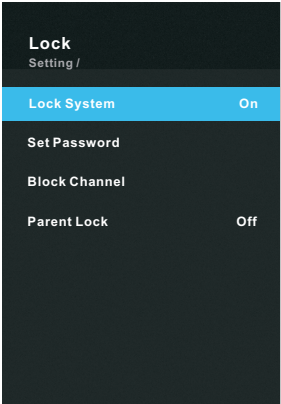 Lock
Setting /
Lock System On
Set Password
Block Channel
Parent Lock Off